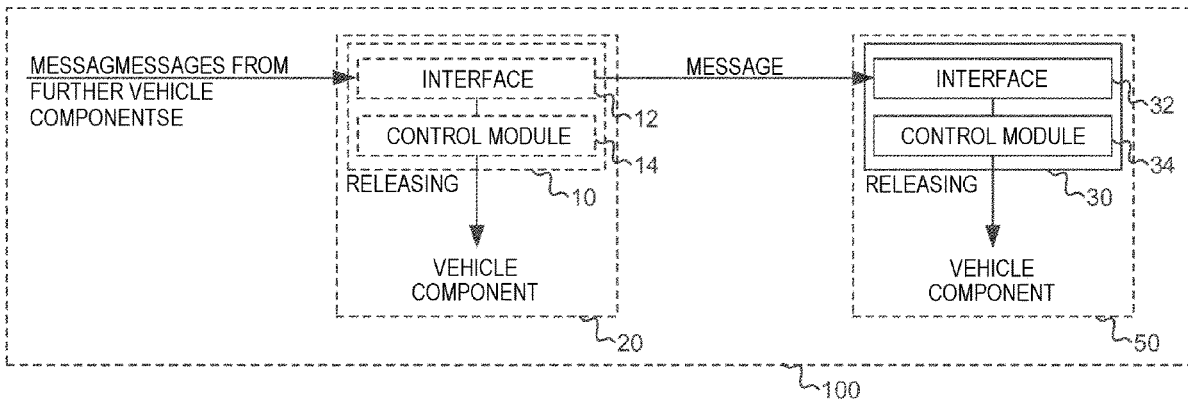 MESSAGMESSAGES FROM
FURTHER VEHICLE
COMPONENTSE
INTERFACE
12
CONTROL MODULE
14
RELEASING
10
VEHICLE
COMPONENT
20
MESSAGE
INTERFACE
32
CONTROL MODULE
34
RELEASING
30
VEHICLE
COMPONENT
50
100